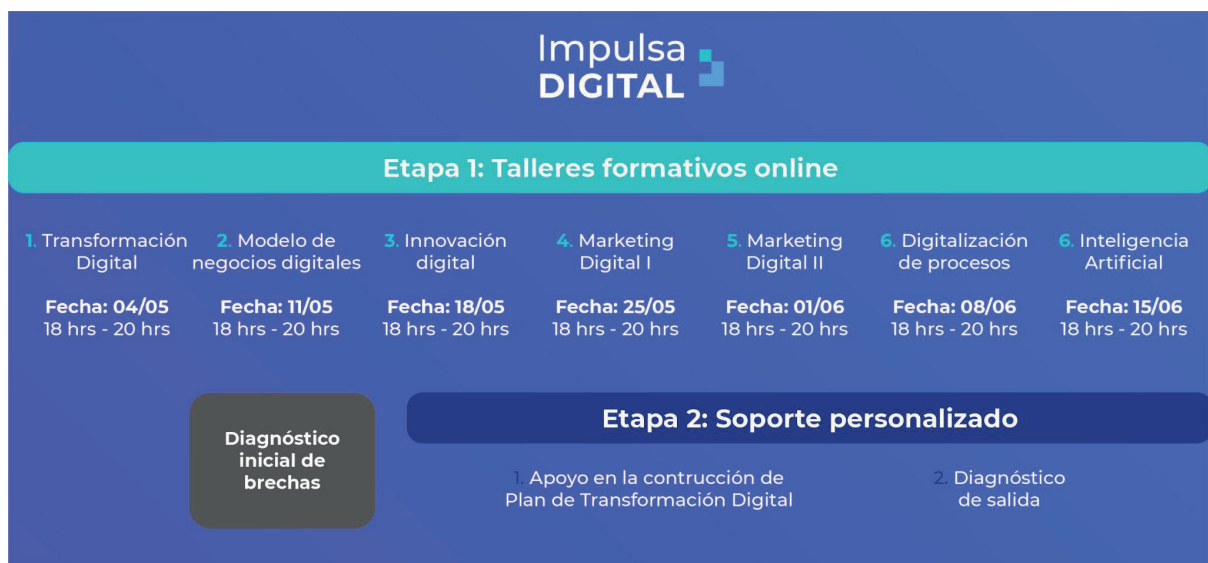 Impulsa
DIGITAL
Etapa 1: Talleres formativos online
1. Transformación
Digital
Fecha: 04/05
18 hrs - 20 hrs
2. Modelo de
negocios digitales
Fecha: 11/05
18 hrs - 20 hrs
3. Innovación
digital
Fecha: 18/05
18 hrs - 20 hrs
4. Marketing
Digital I
Fecha: 25/05
18 hrs - 20 hrs
5. Marketing
Digital II
Fecha: 01/06
18 hrs - 20 hrs
6. Digitalización
de procesos
Fecha: 08/06
18 hrs - 20 hrs
6. Inteligencia
Artificial
Fecha: 15/06
18 hrs - 20 hrs
Diagnóstico
inicial de
brechas
Etapa 2: Soporte personalizado
1. Apoyo en la contrucción de
Plan de Transformación Digital
2. Diagnóstico
de salida